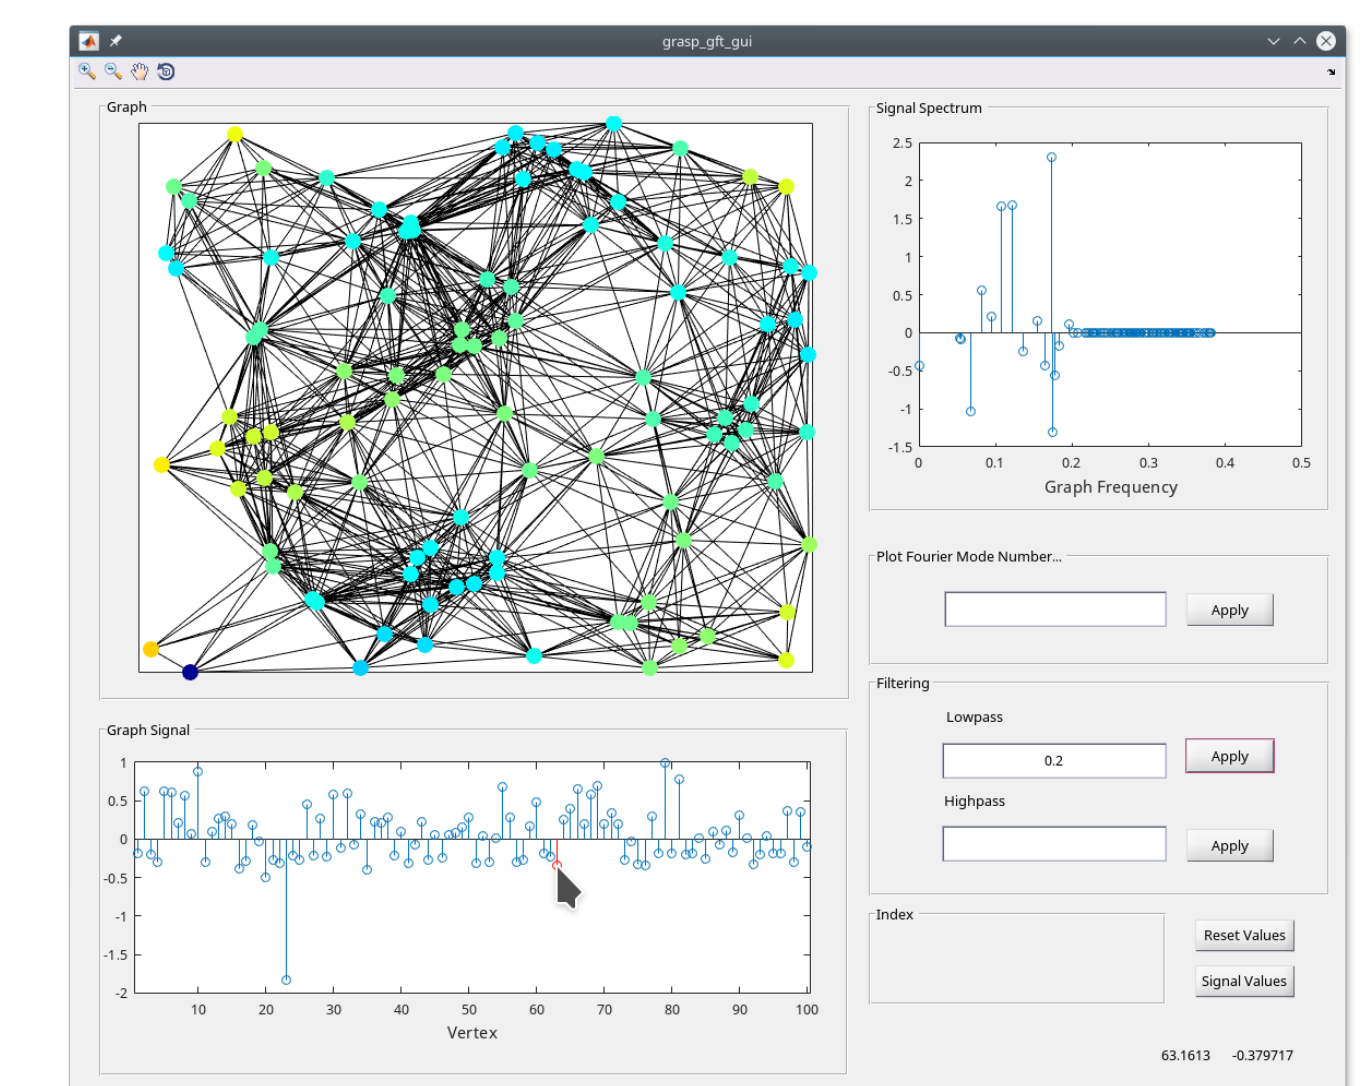 grasp_gft_gui
Graph
Signal Spectrum
2.5
2
1.5
1
0.5
0
-0.5
-1
-1.5
0 0.1 0.2 0.3 0.4 0.5
Graph Frequency
Plot Fourier Mode Number...
Apply
Filtering
Lowpass
0.2
Apply
Highpass
Apply
Graph Signal
1
0.5
0
-0.5
-1
-1.5
-2
10 20 30 40 50 60 70 80 90 100
Vertex
Index
Reset Values
Signal Values
63.1613 -0.379717